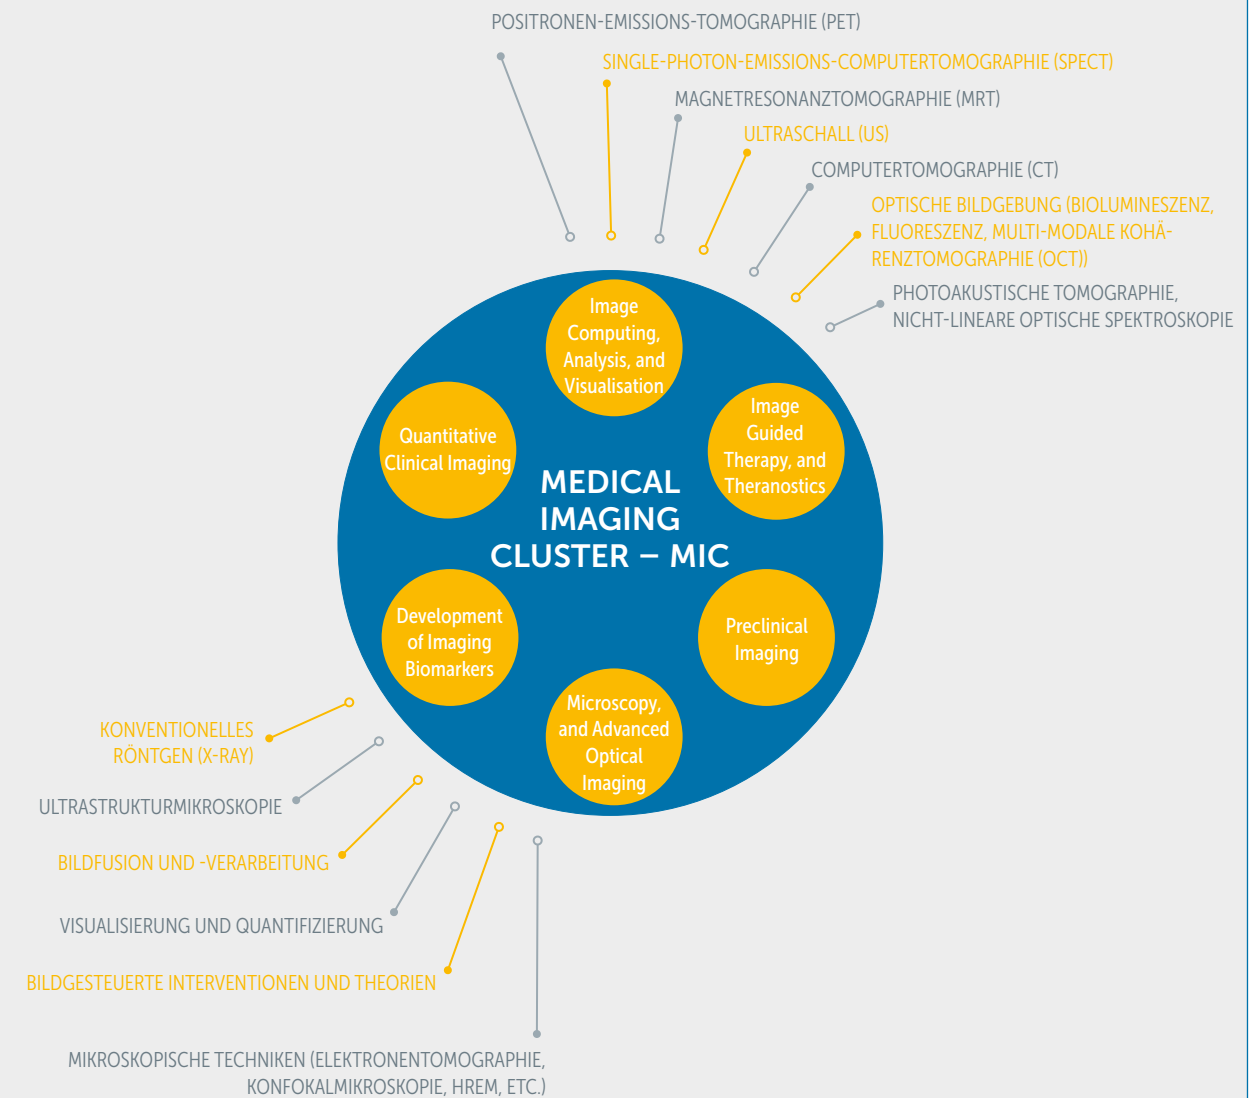 POSITRONEN-EMISSIONS-TOMOGRAPHIE (PET)
SINGLE-PHOTON-EMISSIONS-COMPUTERTOMOGRAPHIE (SPECT)
MAGNETRESONANZTOMOGRAPHIE (MRT)
ULTRASCHALL (US)
COMPUTERTOMOGRAPHIE (CT)
OPTISCHE BILDGEBUNG (BIOLUMINESZENZ,
FLUORESZENZ, MULTI-MODALE KOHÄ-
RENZTOMOGRAPHIE (OCT))
PHOTOAKUSTISCHE TOMOGRAPHIE,
NICHT-LINEARE OPTISCHE SPEKTROSKOPIE
Image
Computing,
Analysis, and
Visualisation
Image
Guided
Therapy, and
Theranostics
Quantitative
Clinical Imaging
MEDICAL
IMAGING
CLUSTER – MIC
Development
of Imaging
Biomarkers
Preclinical
Imaging
Microscopy,
and Advanced
Optical
Imaging
KONVENTIONELLES
RÖNTGEN (X-RAY)
ULTRASTRUKTURMIKROSKOPIE
BILDFUSION UND -VERARBEITUNG
VISUALISIERUNG UND QUANTIFIZIERUNG
BILDGESTEUERTE INTERVENTIONEN UND THEORIEN
MIKROSKOPISCHE TECHNIKEN (ELEKTRONENTOMOGRAPHIE,
KONFOKALMIKROSKOPIE, HREM, ETC.)